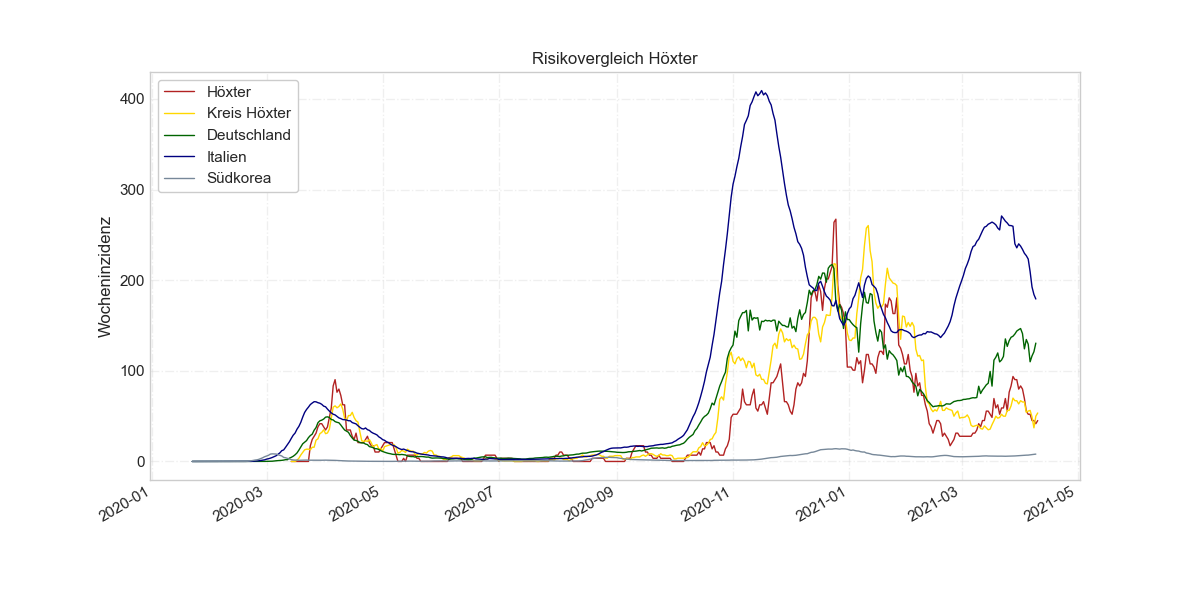 Risikovergleich Höxter
Höxter
Kreis Höxter
Deutschland
Italien
Südkorea
Wocheninzidenz
400
300
200
100
0
2020-01
2020-03
2020-05
2020-07
2020-09
2020-11
2021-01
2021-03
2021-05